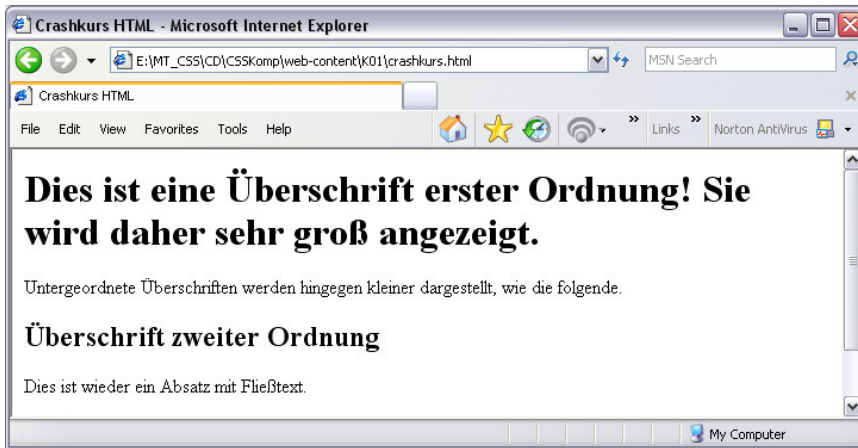 Crashkurs HTML - Microsoft Internet Explorer
E:\MT_CSS\CD\CSSKomp\web-content\K01\crashkurs.html
MSN Search
Crashkurs HTML
File Edit View Favorites Tools Help » Links » Norton AntiVirus
Dies ist eine Überschrift erster Ordnung! Sie
wird daher sehr groß angezeigt.
Untergeordnete Überschriften werden hingegen kleiner dargestellt, wie die folgende.
Überschrift zweiter Ordnung
Dies ist wieder ein Absatz mit Fließtext.
My Computer